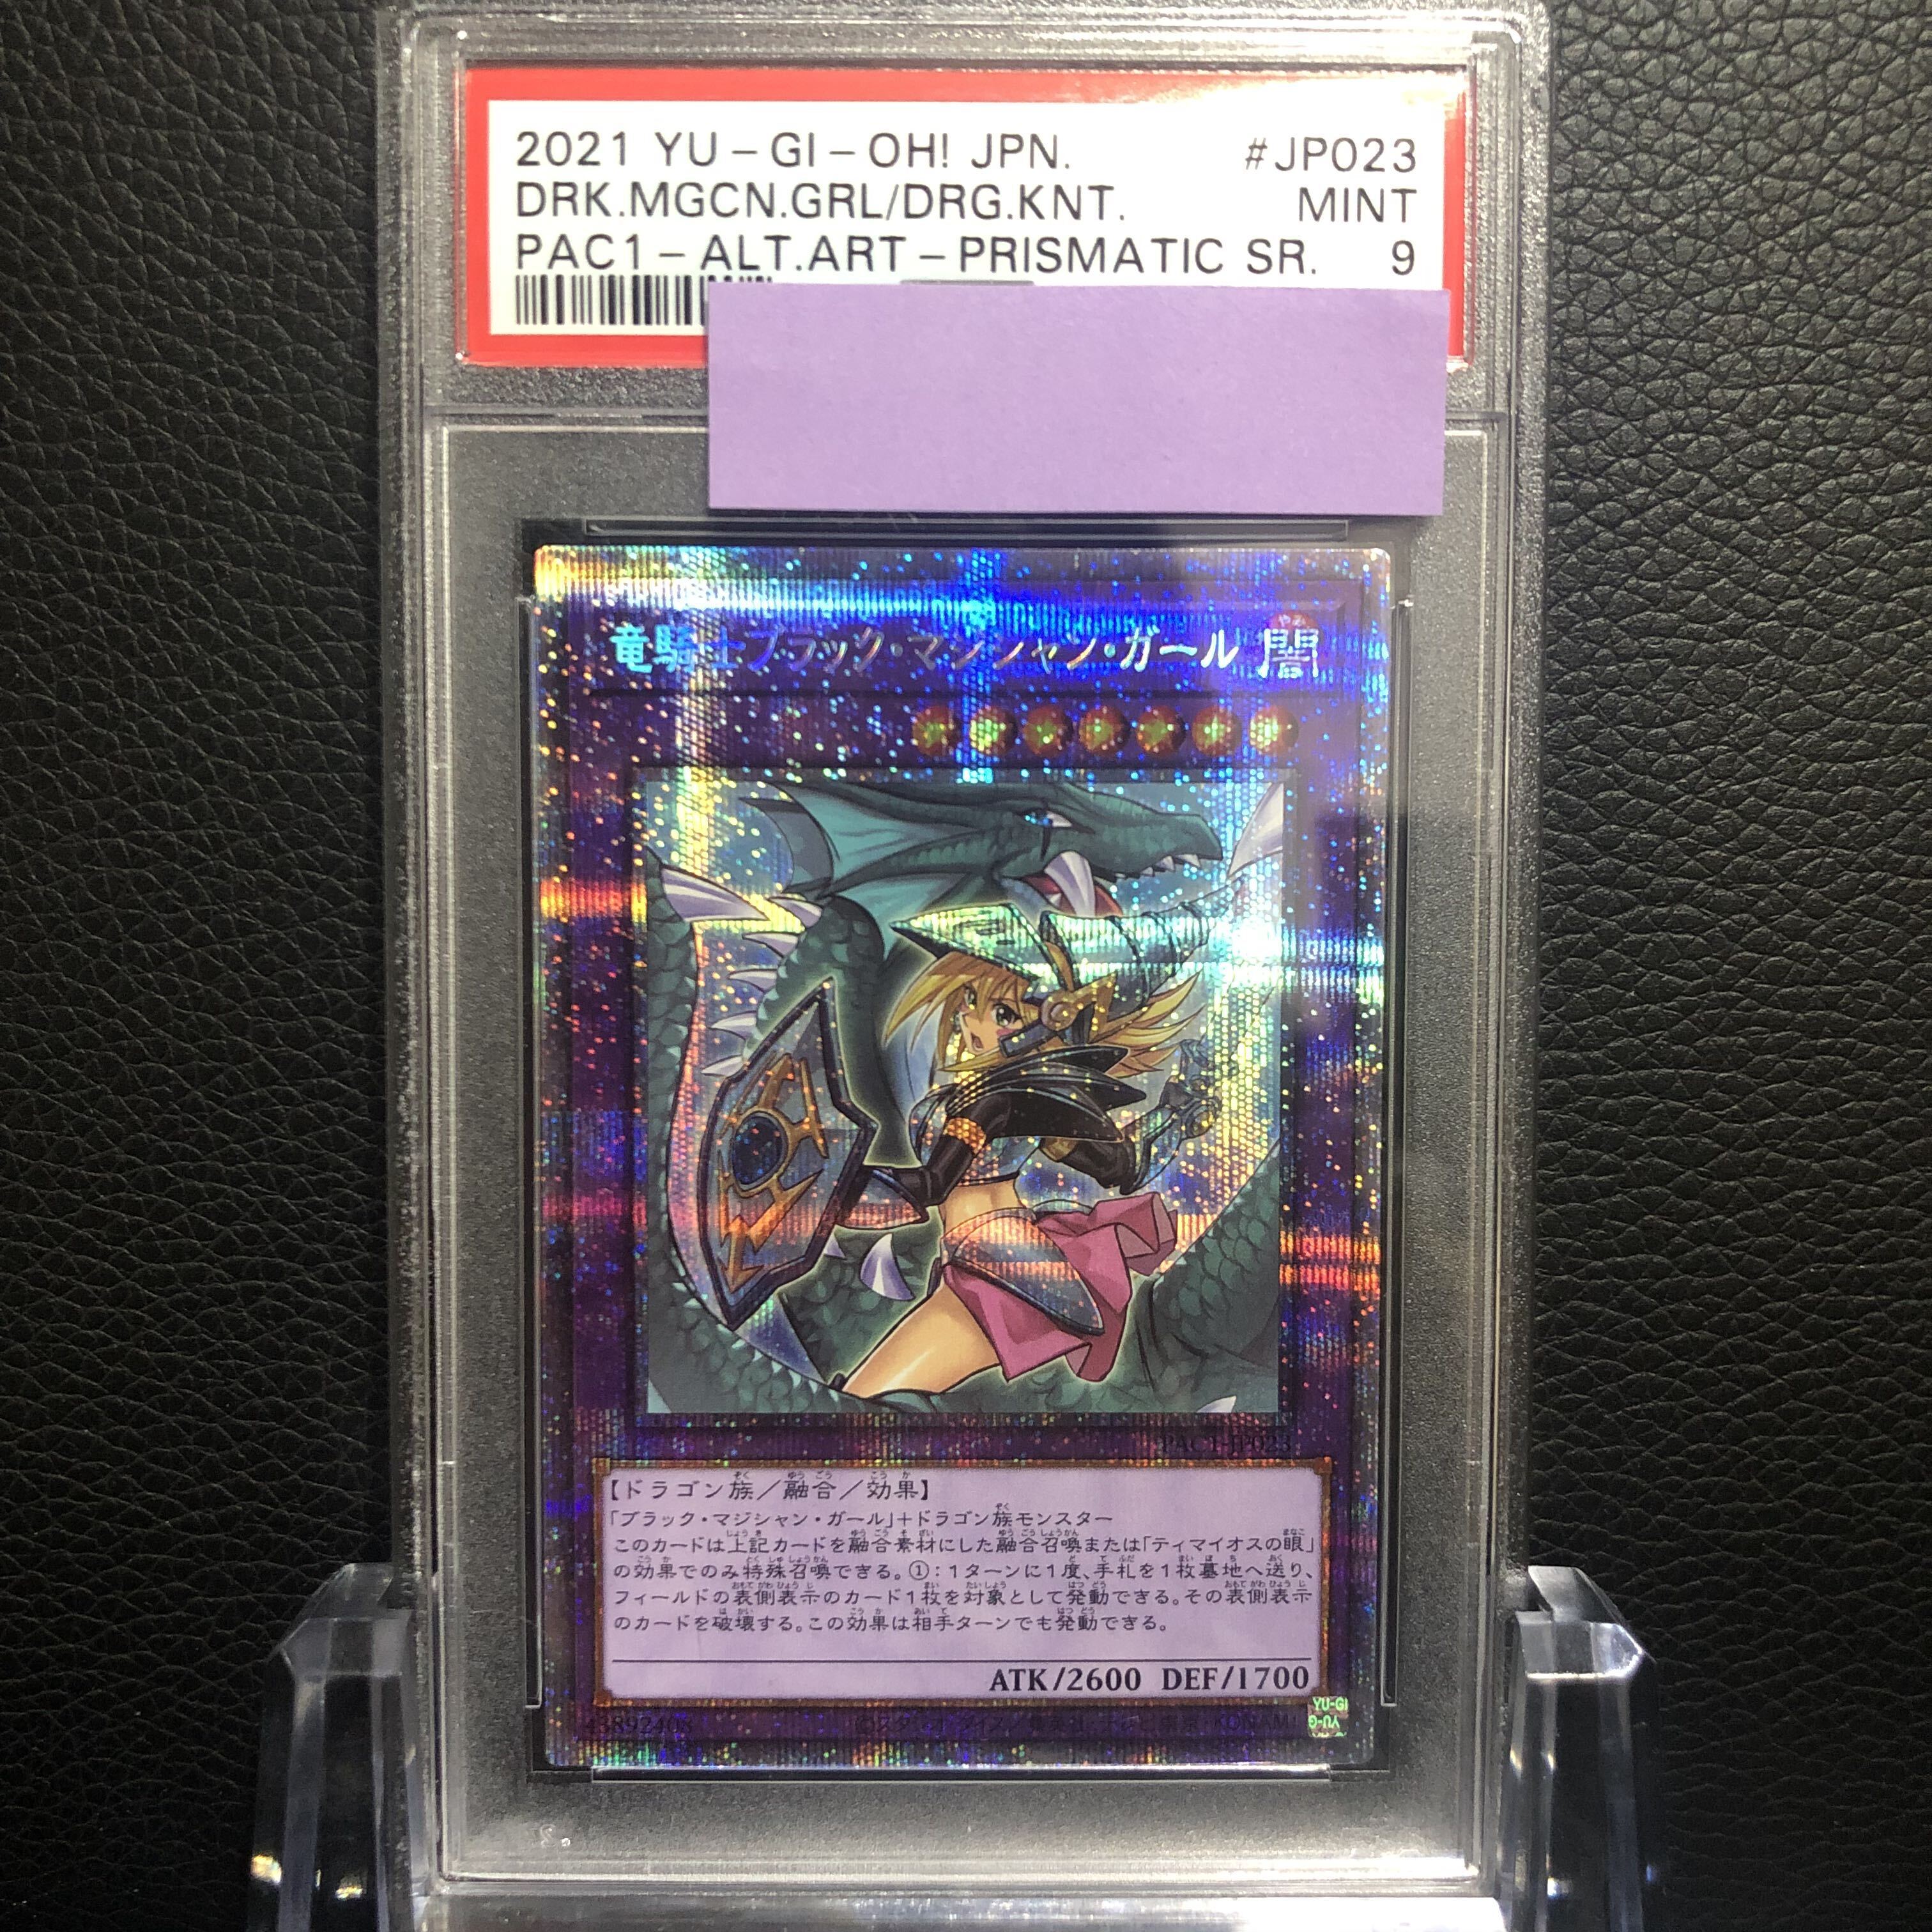 2021 YU-GI-OH! JPN. #JP023
DRK.MGCN.GRL/DRG.KNT. MINT
PAC1-ALT.ART-PRISMATIC SR. 9
竜騎士ブラック・マジシャン・ガール 闇
PAC1-JP023
【ドラゴン族／融合／効果】
「ブラック・マジシャン・ガール」＋ドラゴン族モンスター
このカードは上記カードを融合素材にした融合召喚または「ティマイオスの眼」
の効果でのみ特殊召喚できる。①：1ターンに1度、手札を1枚墓地へ送り、
フィールドの表側表示のカード1枚を対象として発動できる。その表側表示
のカードを破壊する。この効果は相手ターンでも発動できる。
ATK/2600 DEF/1700
43892408
YU-GI